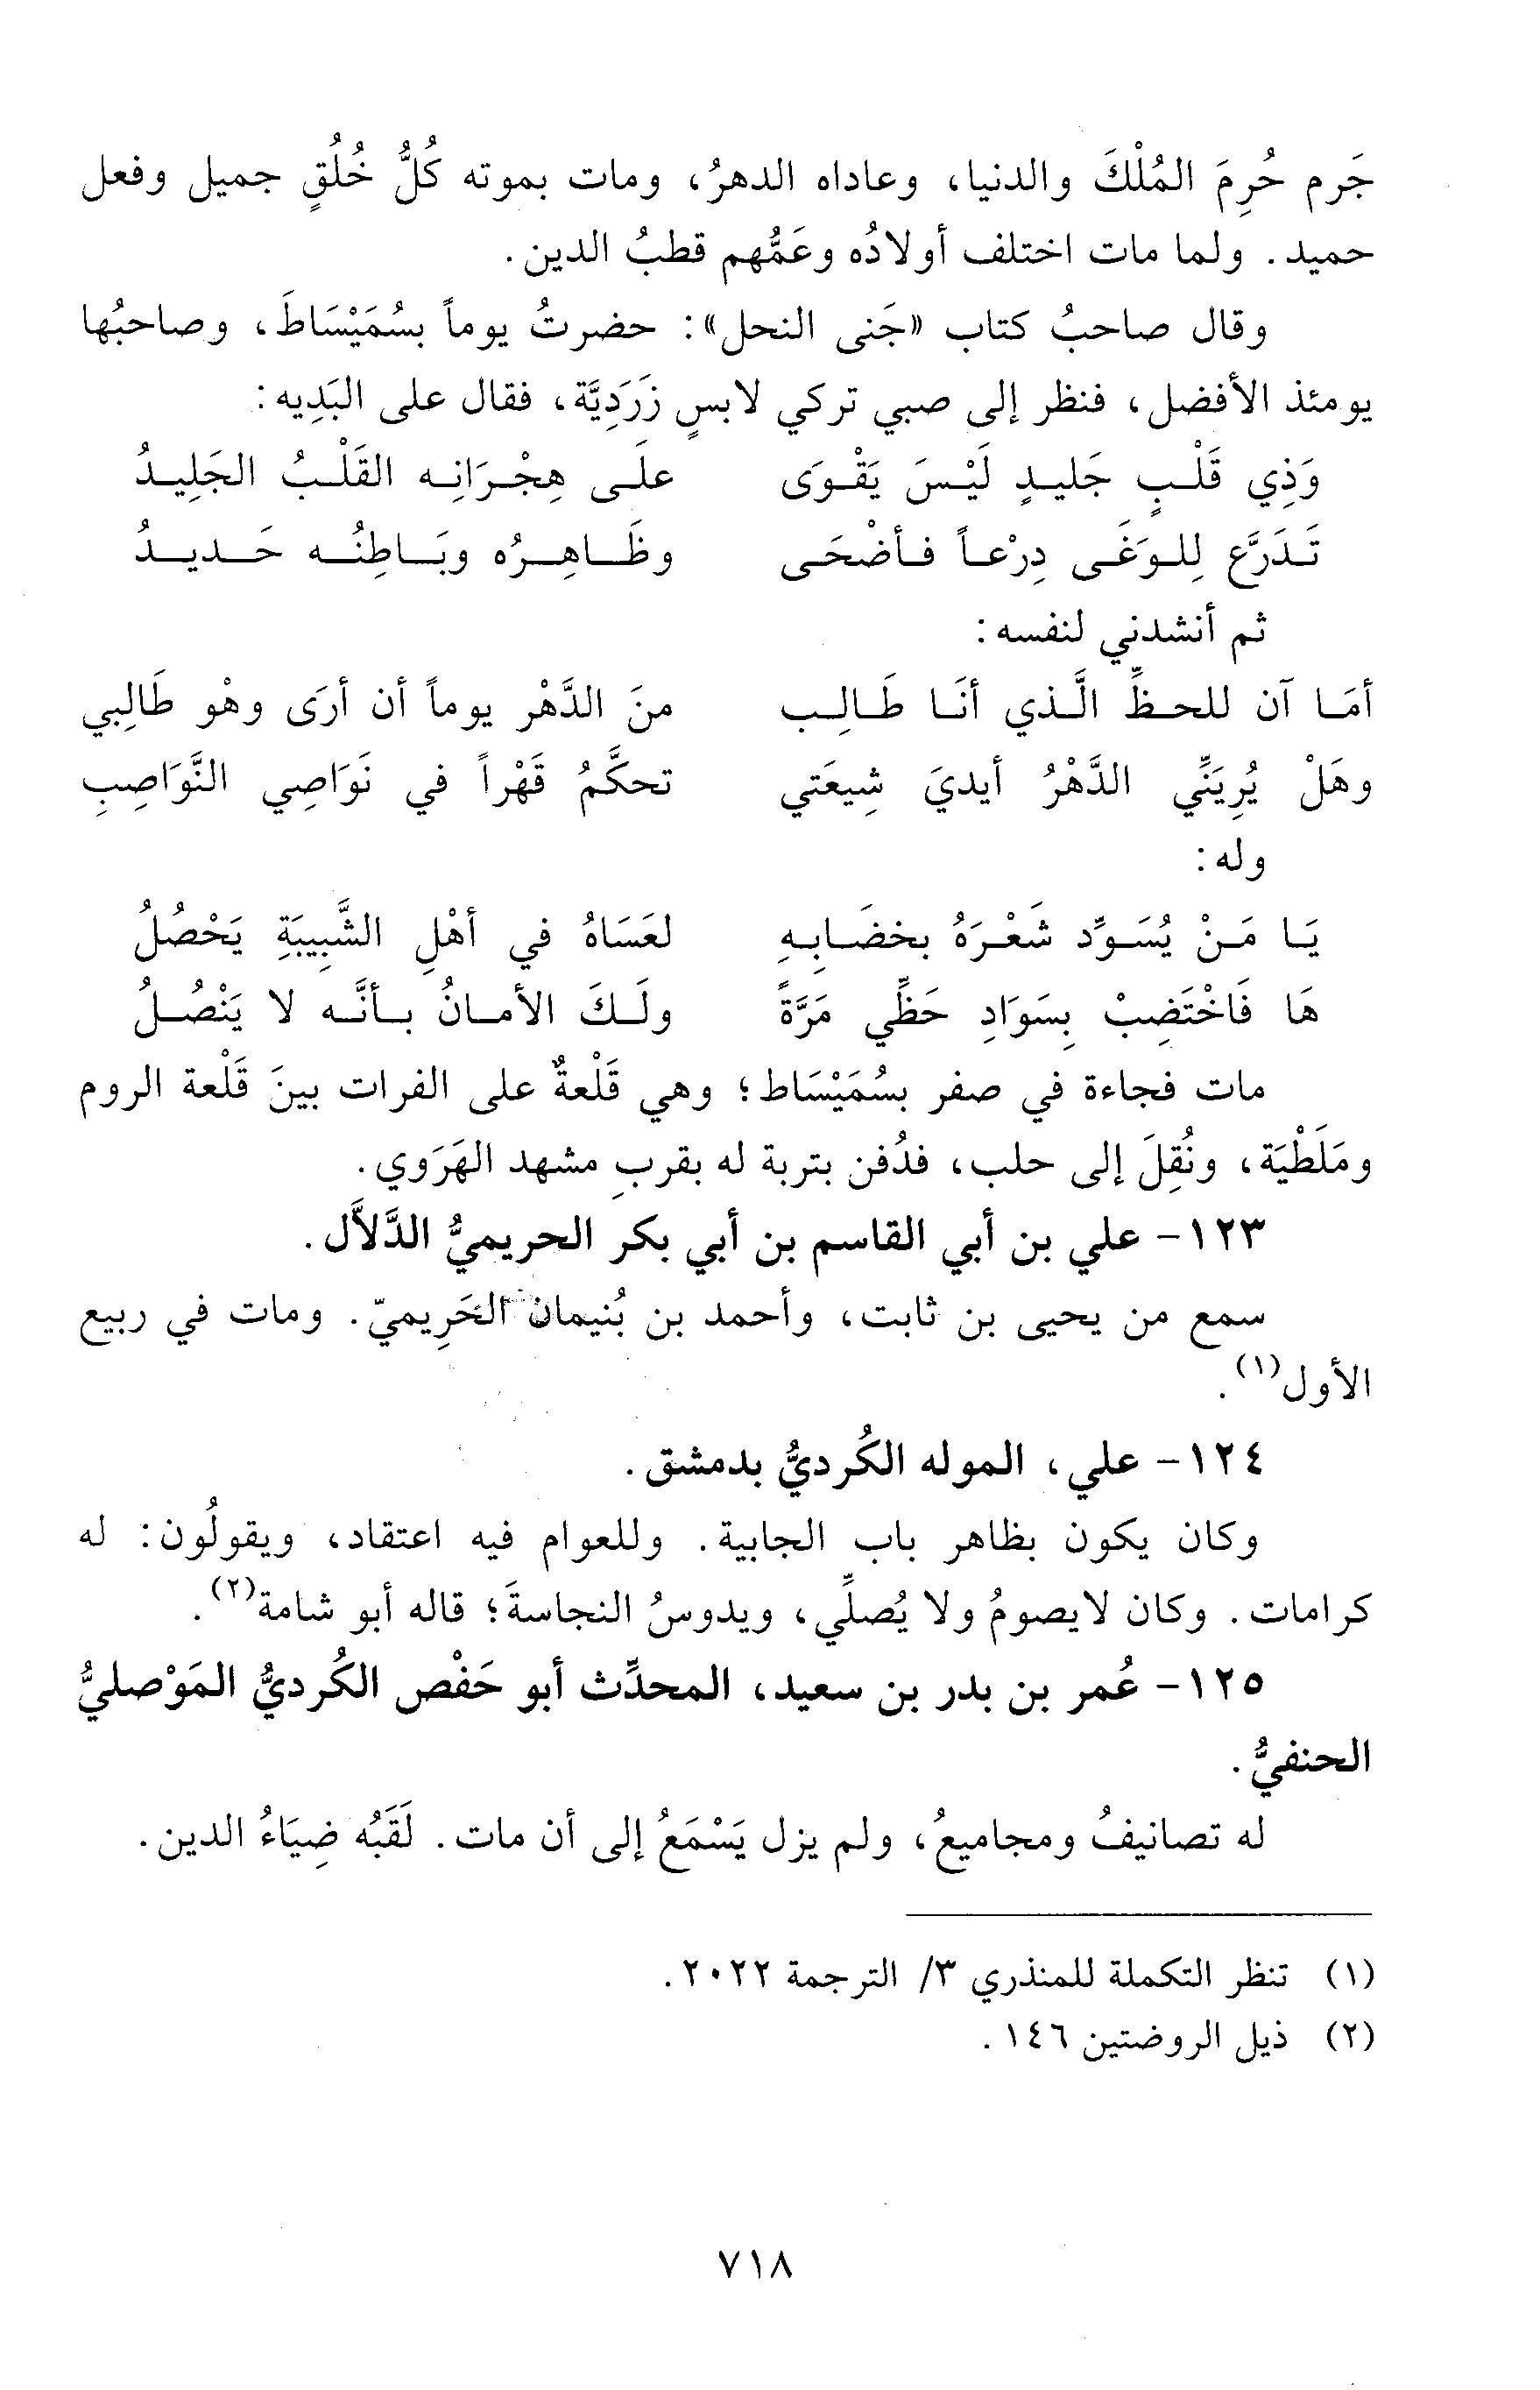 جَرم حُرِمَ المُلْكَ والدنيا، وعاداه الدهرُ، ومات بموته كُلُّ خُلُقٍ جميل وفعل
حميد. ولما مات اختلف أولادُه وعَمُّهم قطبُ الدين.
وقال صاحبُ كتاب «جَنى النحل»: حضرتُ يوماً بسُمَيْسَاطَ، وصاحبُها
يومئذ الأفضل، فنظر إلى صبي تركي لابسٍ زَرَدِيَّة، فقال على البَدِيه:
وَذِي قَلْبٍ جَليدٍ لَيْسَ يَقْوَى علَى هِجْرَانِه القَلْبُ الجَلِيدُ
تَدَرَّع لِلوَغَى دِرْعاً فأضْحَى وظَاهِرُه وبَاطِنُه حَديدُ
ثم أنشدني لنفسه:
أمَا آن للحظِّ الَّذي أنَا طَالِب منَ الدَّهْر يوماً أن أرَى وهْو طَالِبي
وهَلْ يُرِيَنِّي الدَّهْرُ أيديَ شِيعَتي تحكَّمُ قَهْراً في نَوَاصِي النَّوَاصِبِ
وله:
يَا مَنْ يُسَوِّد شَعْرَهُ بخضَابِهِ لعَسَاهُ في أهْلِ الشَّبِيبَةِ يَحْصُلُ
هَا فَاخْتَضِبْ بِسَوَادِ حَظِّي مَرَّةً ولَكَ الأمانُ بأنَّه لا يَنْصُلُ
مات فجاءة في صفر بسُمَيْسَاط؛ وهي قَلْعةٌ على الفرات بينَ قَلْعة الروم
ومَلَطْيَة، ونُقِلَ إلى حلب، فدُفن بتربة له بقربِ مشهد الهَرَوي.
١٢٣- علي بن أبي القاسم بن أبي بكر الحريميُّ الدَّلاَّل.
سمع من يحيى بن ثابت، وأحمد بن بُنيمان الحَرِيميّ. ومات في ربيع
الأول(١).
١٢٤- علي، الموله الكُرديُّ بدمشق.
وكان يكون بظاهر باب الجابية. وللعوام فيه اعتقاد، ويقولُون: له
كرامات. وكان لايصومُ ولا يُصلِّي، ويدوسُ النجاسةَ؛ قاله أبو شامة(٢).
١٢٥- عُمر بن بدر بن سعيد، المحدِّث أبو حَفْص الكُرديُّ المَوْصليُّ
الحنفيُّ.
له تصانيفُ ومجاميعُ، ولم يزل يَسْمَعُ إلى أن مات. لَقَبُه ضِيَاءُ الدين.
(١) تنظر التكملة للمنذري ٣/ الترجمة ٢٠٢٢.
(٢) ذيل الروضتين ١٤٦.
٧١٨